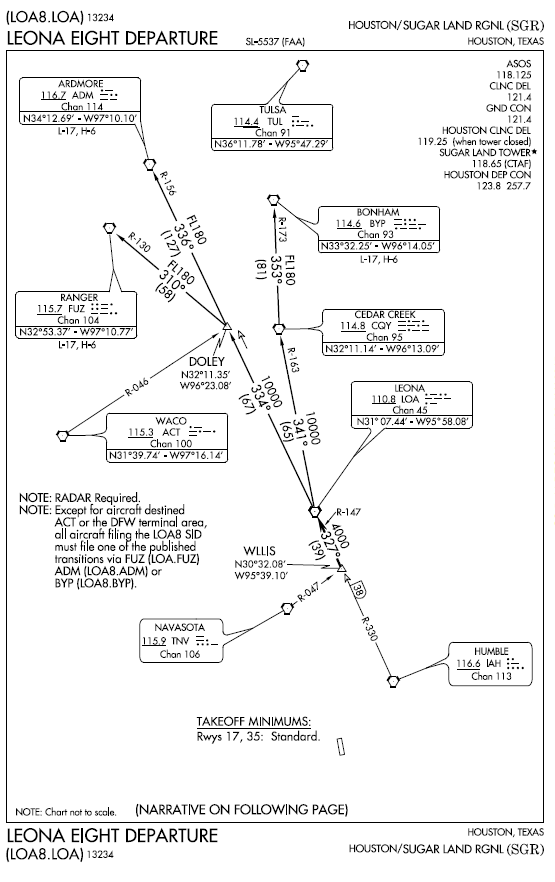 (LOA8.LOA) 13234
LEONA EIGHT DEPARTURE
SL-5537 (FAA)
HOUSTON/SUGAR LAND RGNL (SGR)
HOUSTON, TEXAS
ASOS
118.125
CLNC DEL
121.4
GND CON
121.4
HOUSTON CLNC DEL
119.25 (when tower closed)
SUGAR LAND TOWER★
118.65 (CTAF)
HOUSTON DEP CON
123.8 257.7
ARDMORE
116.7 ADM
Chan 114
N34°12.69' - W97°10.10'
L-17, H-6
TULSA
114.4 TUL
Chan 91
N36°11.78' - W95°47.29'
R-156
FL180
336°
(127)
R-173
FL180
353°
(81)
BONHAM
114.6 BYP
Chan 93
N33°32.25' - W96°14.05'
L-17, H-6
R-130
FL180
310°
(58)
RANGER
115.7 FUZ
Chan 104
N32°53.37' - W97°10.77'
L-17, H-6
CEDAR CREEK
114.8 CQY
Chan 95
N32°11.14' - W96°13.09'
DOLEY
N32°11.35'
W96°23.08'
R-163
R-046
10000
334°
(67)
10000
341°
(65)
LEONA
110.8 LOA
Chan 45
N31°07.44' - W95°58.08'
WACO
115.3 ACT
Chan 100
N31°39.74' - W97°16.14'
NOTE: RADAR Required.
NOTE: Except for aircraft destined
ACT or the DFW terminal area,
all aircraft filing the LOA8 SID
must file one of the published
transitions via FUZ (LOA.FUZ)
ADM (LOA8.ADM) or
BYP (LOA8.BYP).
R-147
4000
327°
(39)
WLLIS
N30°32.08'
W95°39.10'
38
R-047
R-330
NAVASOTA
115.9 TNV
Chan 106
HUMBLE
116.6 IAH
Chan 113
TAKEOFF MINIMUMS:
Rwys 17, 35: Standard.
NOTE: Chart not to scale.
(NARRATIVE ON FOLLOWING PAGE)
LEONA EIGHT DEPARTURE
(LOA8.LOA) 13234
HOUSTON, TEXAS
HOUSTON/SUGAR LAND RGNL (SGR)